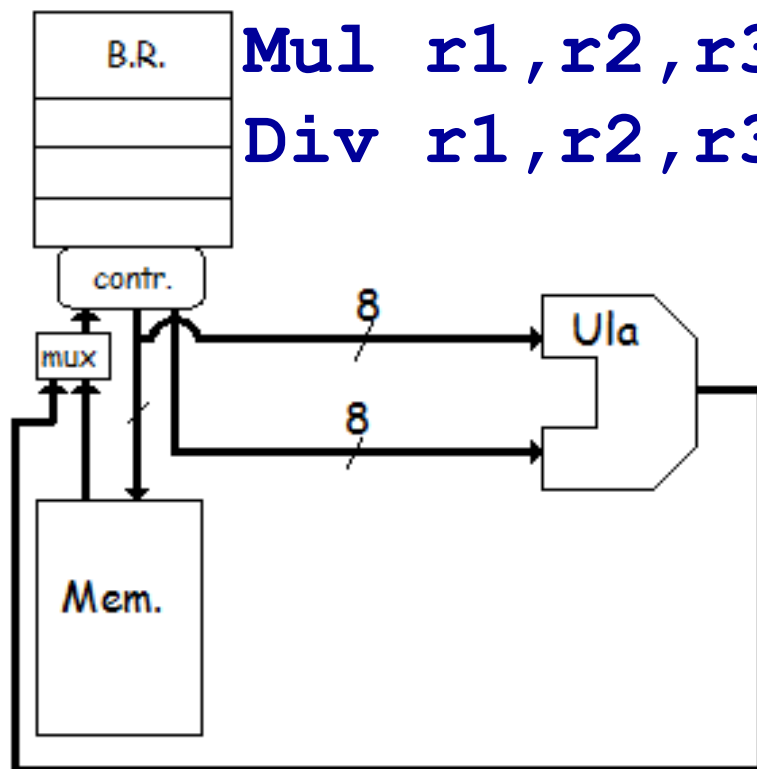 B.R.
Mul r1,r2,r3
Div r1,r2,r3
contr.
8
Ula
mux
8
Mem.